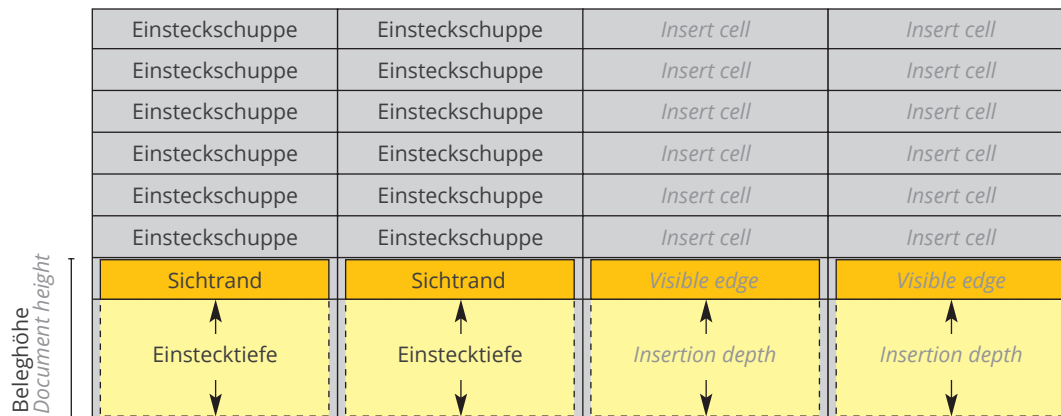 Einsteckschuppe Einsteckschuppe Insert cell Insert cell
Einsteckschuppe Einsteckschuppe Insert cell Insert cell
Einsteckschuppe Einsteckschuppe Insert cell Insert cell
Einsteckschuppe Einsteckschuppe Insert cell Insert cell
Einsteckschuppe Einsteckschuppe Insert cell Insert cell
Einsteckschuppe Einsteckschuppe Insert cell Insert cell
Sichtrand Sichtrand Visible edge Visible edge
Einstecktiefe Einstecktiefe Insertion depth Insertion depth
Beleghöhe
Document height